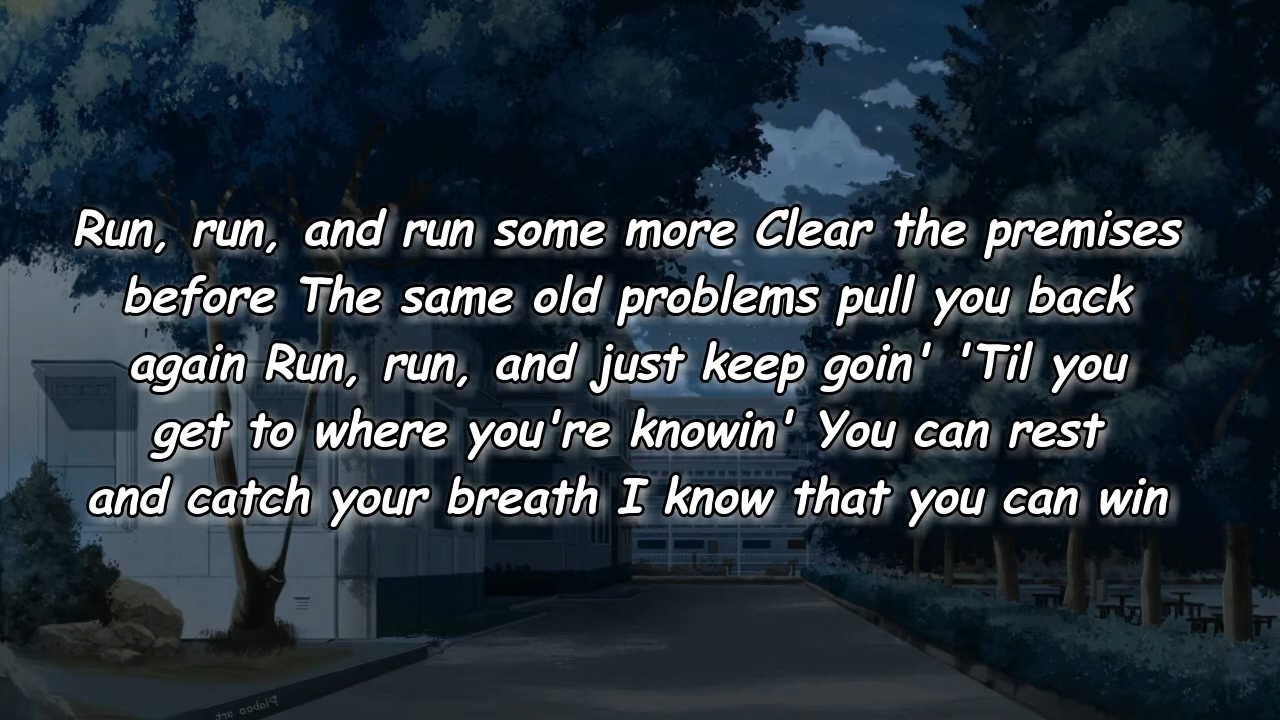 Run, run, and run some more Clear the premises
before The same old problems pull you back
again Run, run, and just keep goin' 'Til you
get to where you're knowin' You can rest
and catch your breath I know that you can win